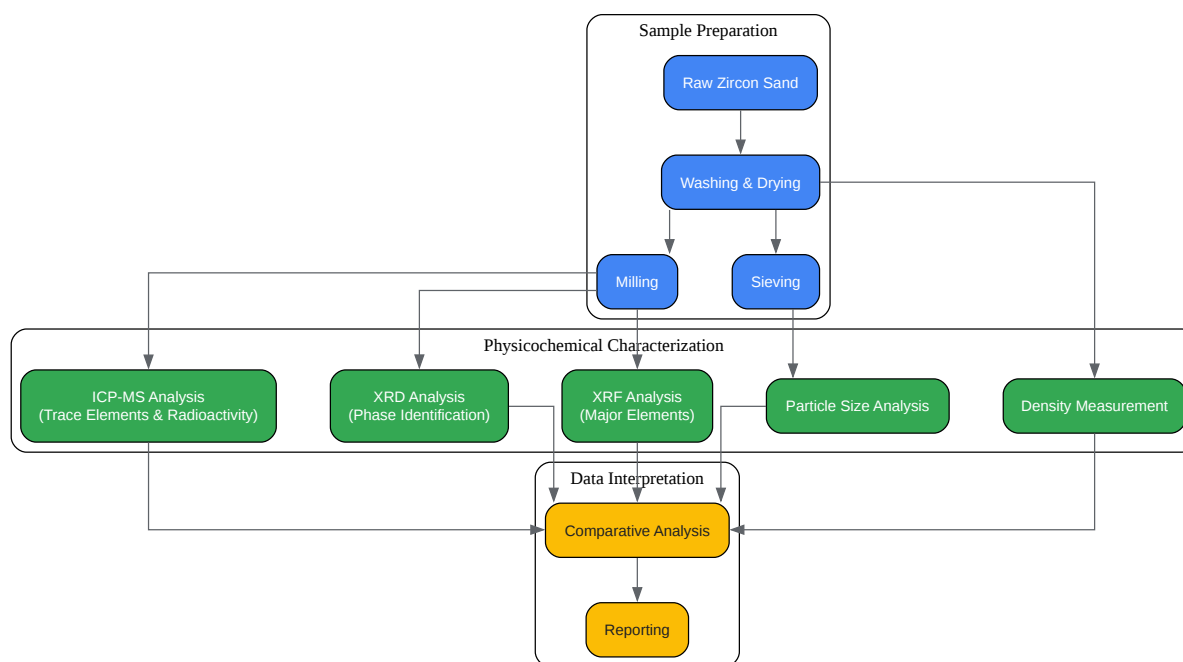 Sample Preparation
Raw Zircon Sand
Washing & Drying
Milling
Sieving
Physicochemical Characterization
ICP-MS Analysis
(Trace Elements & Radioactivity)
XRD Analysis
(Phase Identification)
XRF Analysis
(Major Elements)
Particle Size Analysis
Density Measurement
Data Interpretation
Comparative Analysis
Reporting